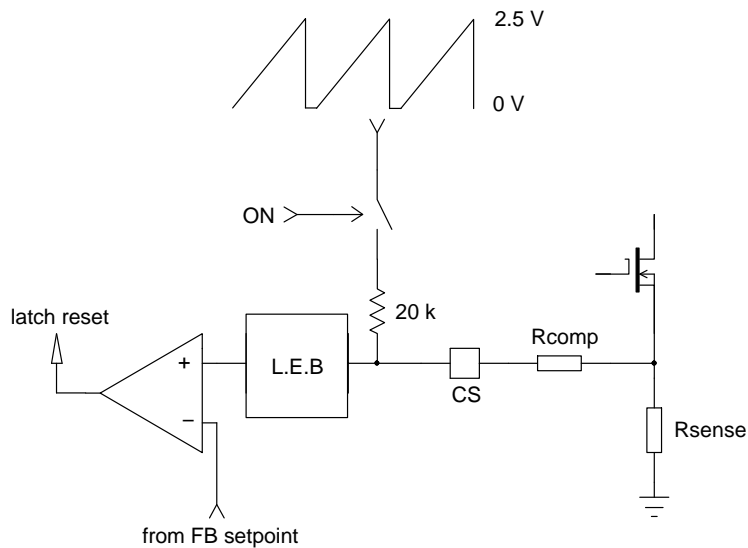 2.5 V
0 V
ON
latch reset
20 k
Rcomp
L.E.B
+
CS
−
Rsense
from FB setpoint